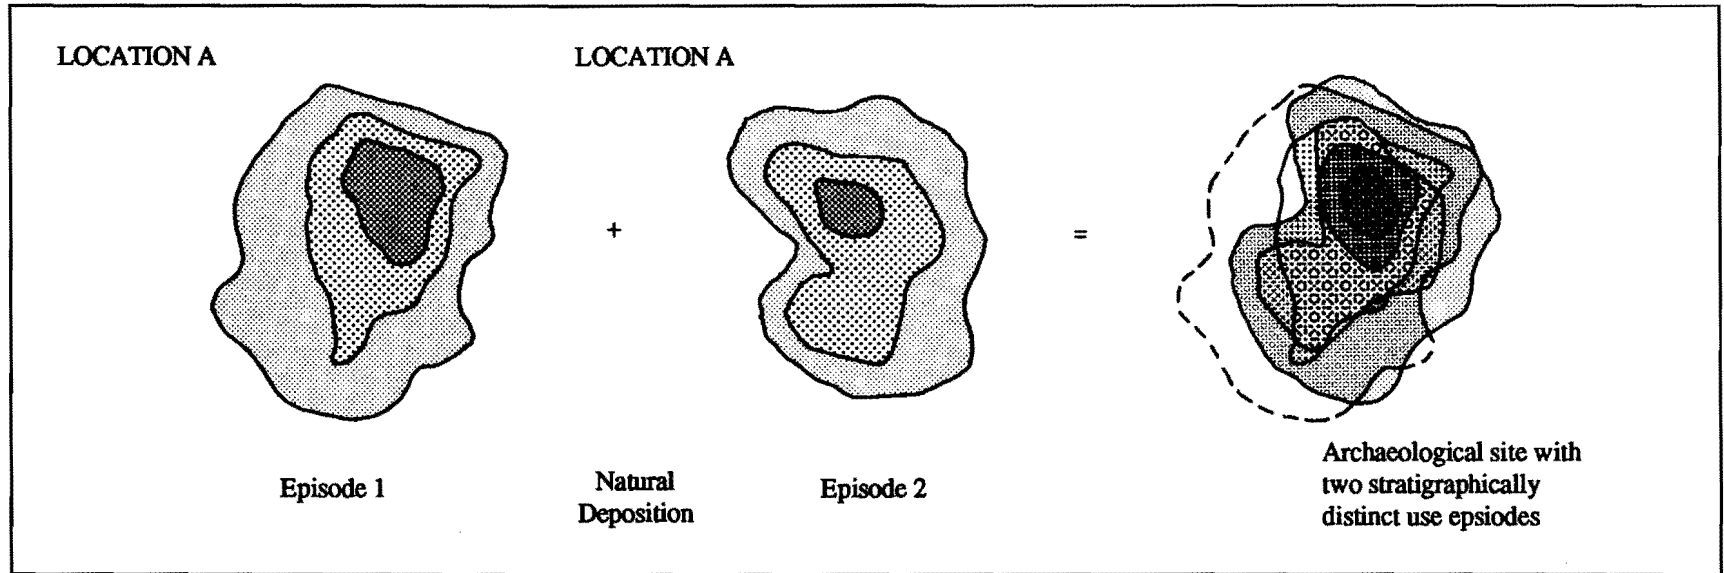 LOCATION A
LOCATION A
+
=
Episode 1
Natural
Deposition
Episode 2
Archaeological site with
two stratigraphically
distinct use epsiodes